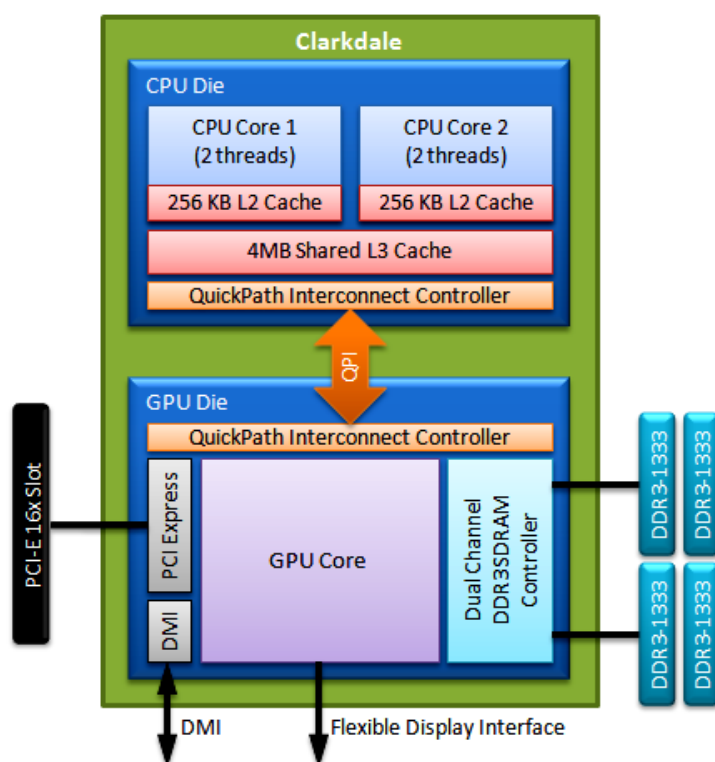 Clarkdale
CPU Die
CPU Core 1
(2 threads)
CPU Core 2
(2 threads)
256 KB L2 Cache
256 KB L2 Cache
4MB Shared L3 Cache
QuickPath Interconnect Controller
QPI
GPU Die
QuickPath Interconnect Controller
PCI-E 16x Slot
PCI Express
DMI
GPU Core
Dual Channel
DDR3SDRAM
Controller
DDR3-1333
DDR3-1333
DDR3-1333
DDR3-1333
DMI
Flexible Display Interface